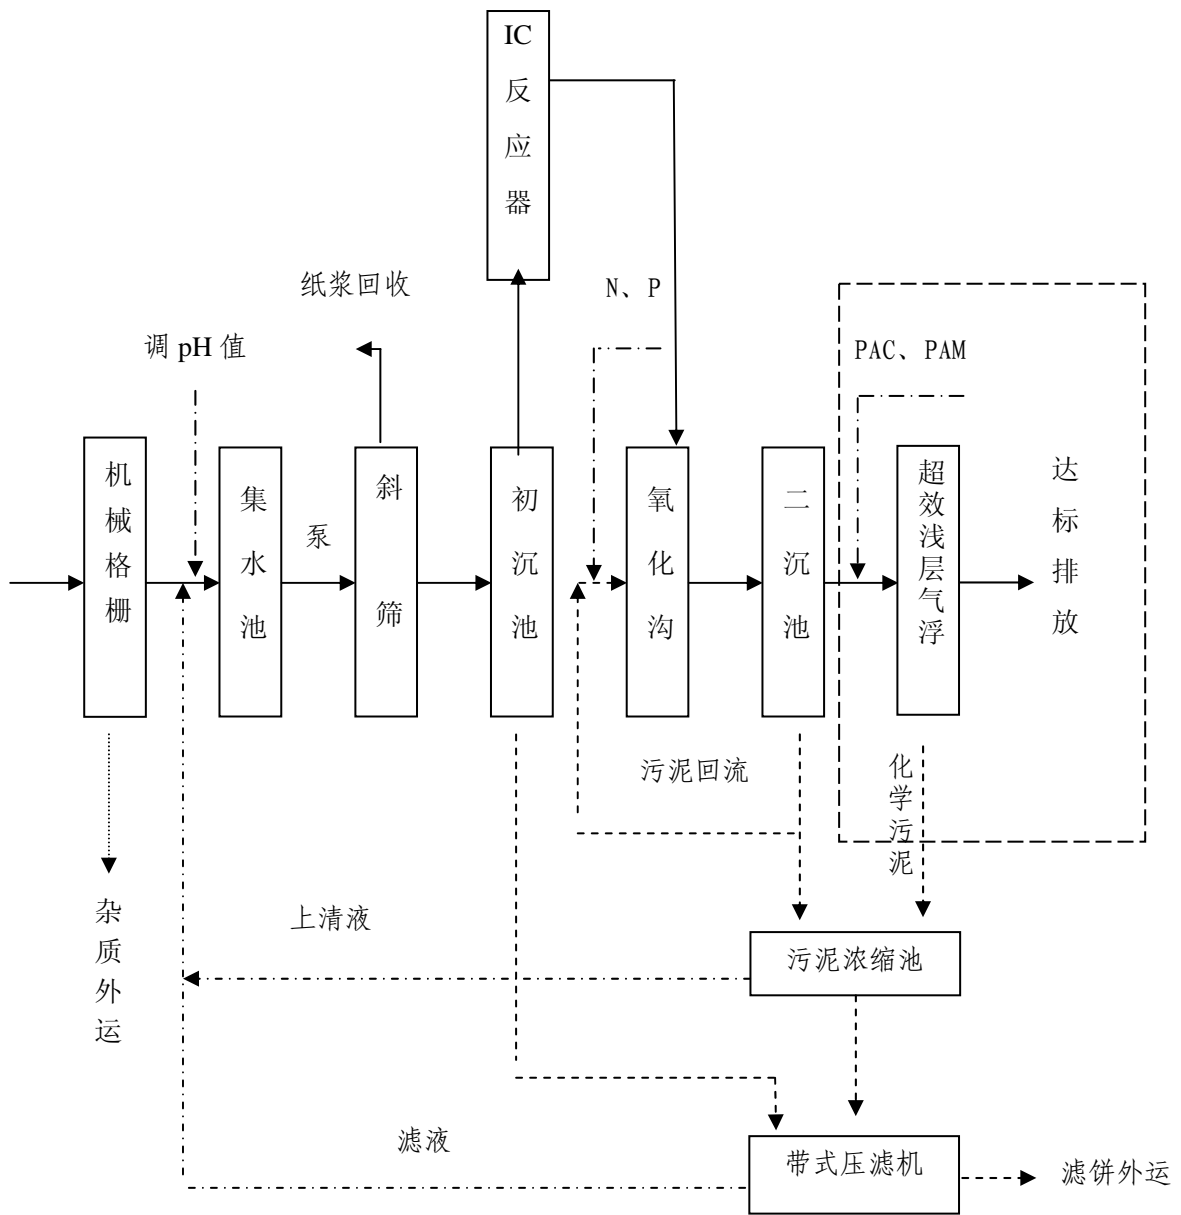 IC反应器
纸浆回收
N、P
调 pH 值
PAC、PAM
机械格栅
集水池
泵
斜筛
初沉池
氧化沟
二沉池
超效浅层气浮
达标排放
污泥回流
化学污泥
杂质外运
上清液
污泥浓缩池
滤液
带式压滤机
滤饼外运